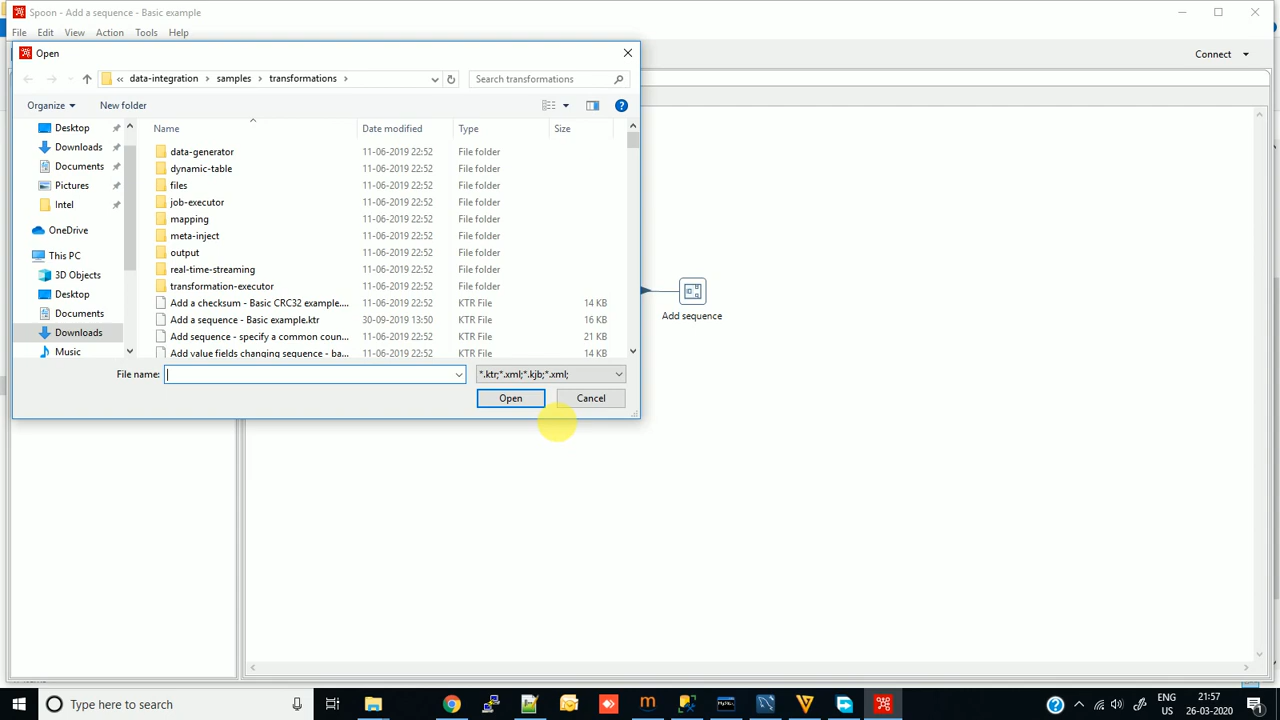 Spoon - Add a sequence - Basic example
File Edit View Action Tools Help
Open
Connect
« data-integration > samples > transformations >
Search transformations
Organize
New folder
Name Date modified Type Size
Desktop
Downloads
Documents
Pictures
Intel
OneDrive
This PC
3D Objects
Desktop
Documents
Downloads
Music
data-generator 11-06-2019 22:52 File folder
dynamic-table 11-06-2019 22:52 File folder
files 11-06-2019 22:52 File folder
job-executor 11-06-2019 22:52 File folder
mapping 11-06-2019 22:52 File folder
meta-inject 11-06-2019 22:52 File folder
output 11-06-2019 22:52 File folder
real-time-streaming 11-06-2019 22:52 File folder
transformation-executor 11-06-2019 22:52 File folder
Add a checksum - Basic CRC32 example.... 11-06-2019 22:52 KTR File 14 KB
Add a sequence - Basic example.ktr 30-09-2019 13:50 KTR File 16 KB
Add sequence - specify a common coun... 11-06-2019 22:52 KTR File 21 KB
Add value fields changing sequence - ba... 11-06-2019 22:52 KTR File 14 KB
File name:
*.ktr;*.xml;*.kjb;*.xml;
Open
Cancel
Add sequence
Type here to search
ENG
US
21:57
26-03-2020